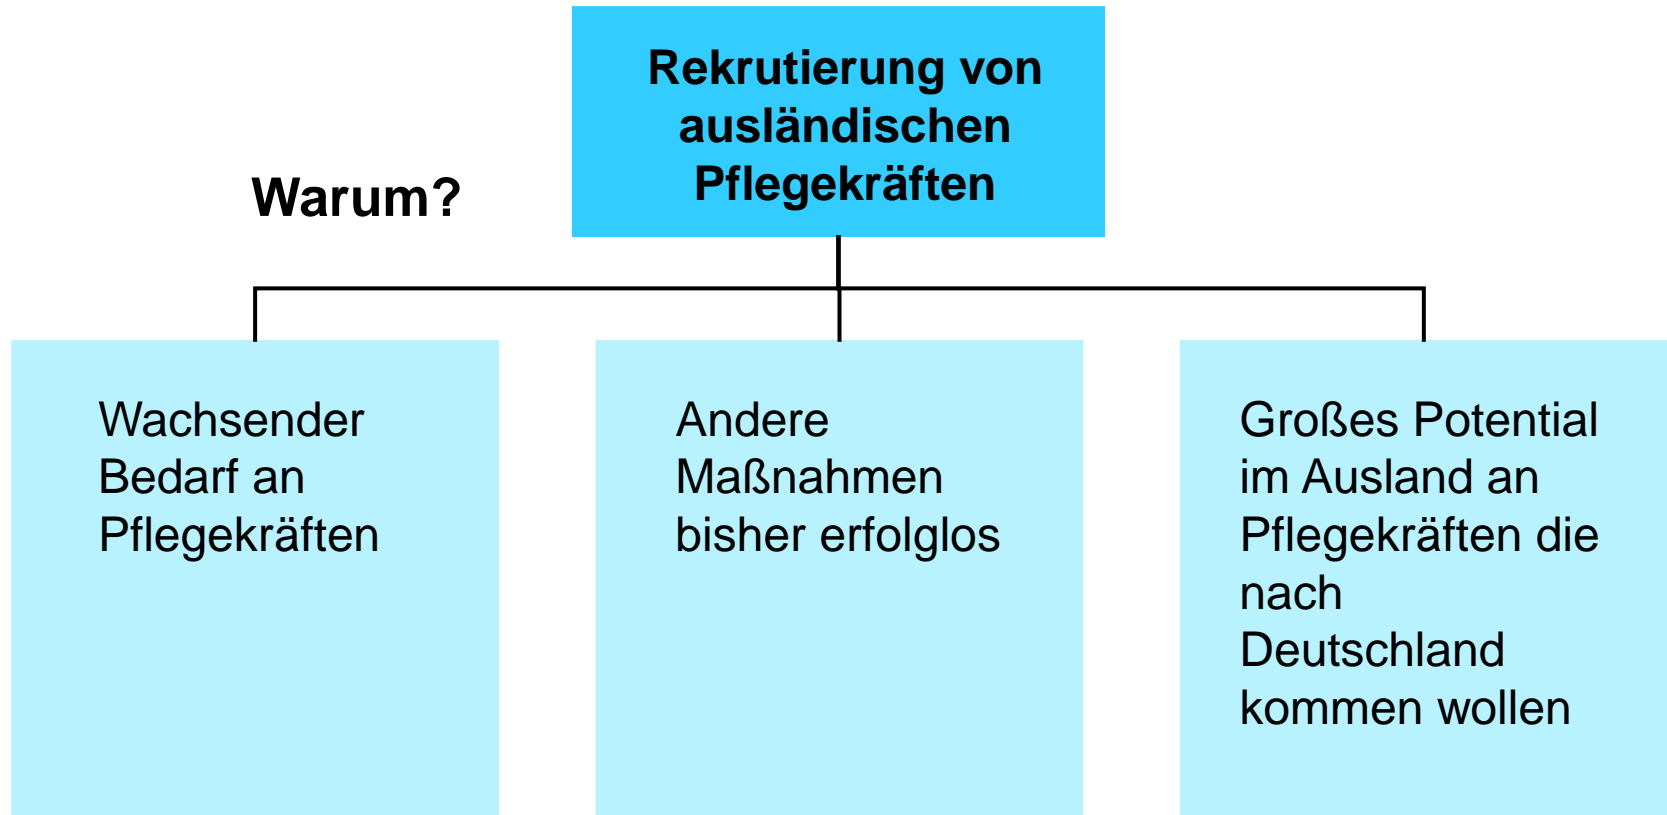 Rekrutierung von
ausländischen
Pflegekräften
Warum?
Wachsender
Bedarf an
Pflegekräften
Andere
Maßnahmen
bisher erfolglos
Großes Potential
im Ausland an
Pflegekräften die
nach
Deutschland
kommen wollen